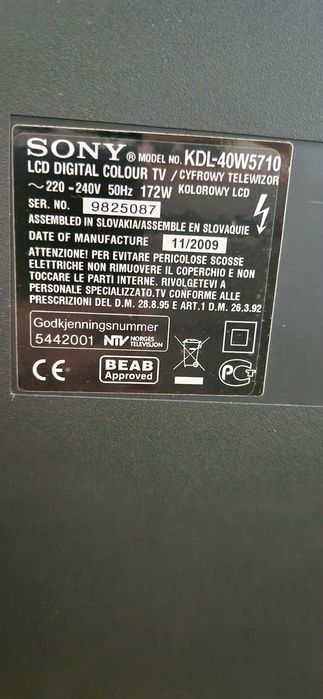 SONY ® MODEL NO. KDL-40W5710
LCD DIGITAL COLOUR TV / CYFROWY TELEWIZOR
~220-240V 50Hz 172W KOLOROWY LCD
SER. NO. 9825087
ASSEMBLED IN SLOVAKIA/ASSEMBLE EN SLOVAQUIE
DATE OF MANUFACTURE 11/2009
ATTENZIONE! PER EVITARE PERICOLOSE SCOSSE
ELETTRICHE NON RIMUOVERE IL COPERCHIO E NON
TOCCARE LE PARTI INTERNE. RIVOLGETEVI A
PERSONALE SPECIALIZZATO.TV CONFORME ALLE
PRESCRIZIONI DEL D.M. 28.8.95 E ART.1 D.M. 26.3.92
Godkjenningsnummer
5442001 NTV NORGES
TELEVISJON
CE BEAB
Approved
РСТ